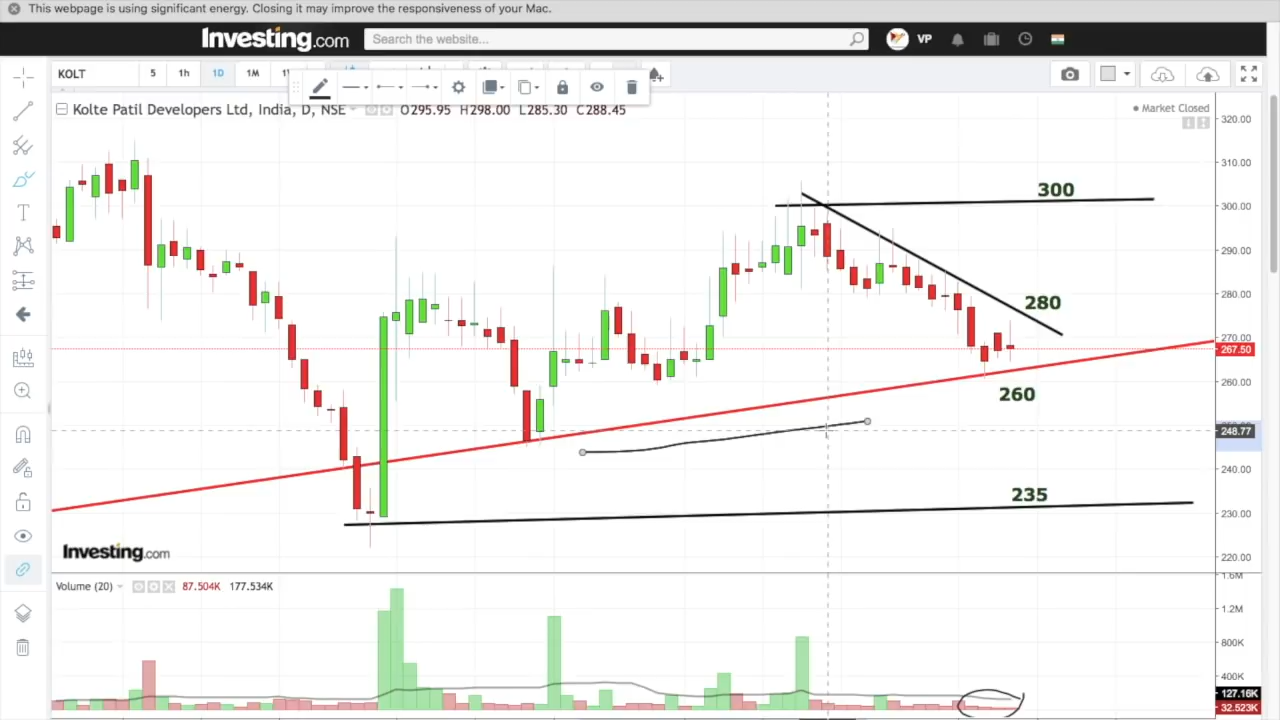 This webpage is using significant energy. Closing it may improve the responsiveness of your Mac.
Investing.com
Search the website...
VP
KOLT
5
1h
1D
1M
Kolte Patil Developers Ltd, India, D, NSE
O295.95 H298.00 L285.30 C288.45
Market Closed
320.00
310.00
300
300.00
290.00
280
280.00
270.00
267.50
260.00
260
248.77
240.00
235
230.00
220.00
Investing.com
Volume (20)
87.504K
177.534K
1.6M
1.2M
800K
400K
127.16K
32.523K